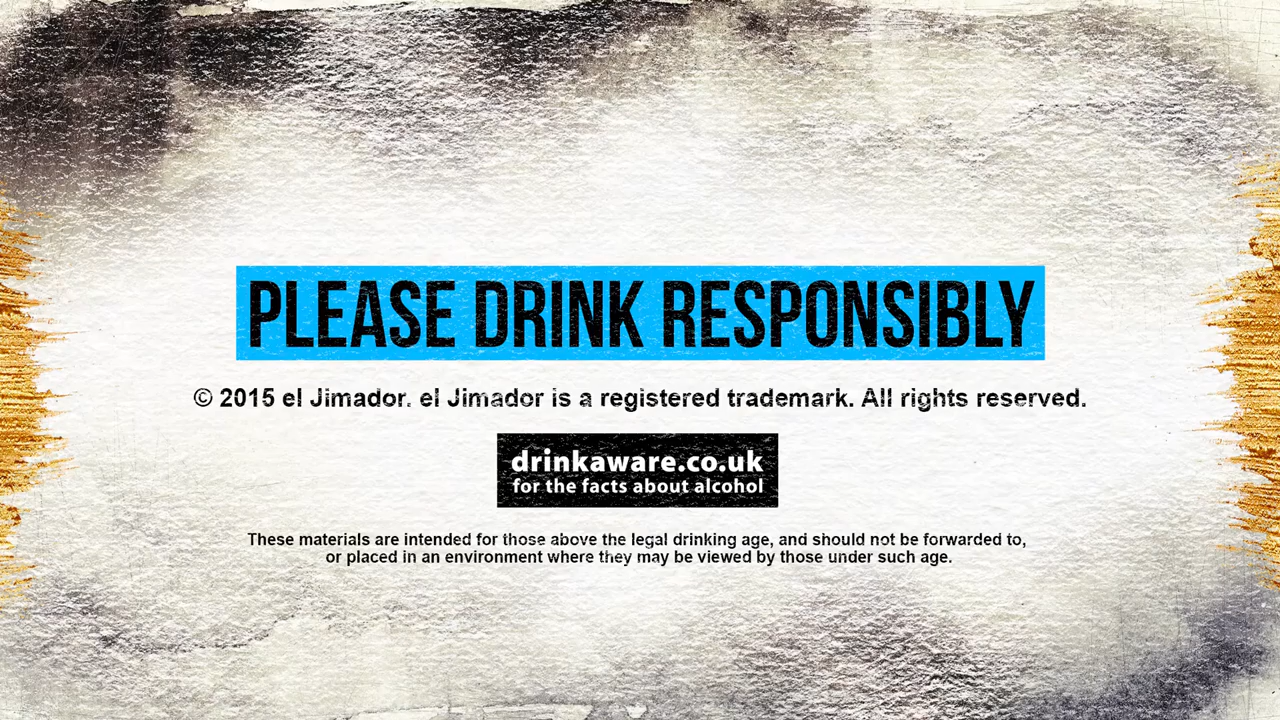 PLEASE DRINK RESPONSIBLY
© 2015 el Jimador. el Jimador is a registered trademark. All rights reserved.
drinkaware.co.uk
for the facts about alcohol
These materials are intended for those above the legal drinking age, and should not be forwarded to,
or placed in an environment where they may be viewed by those under such age.